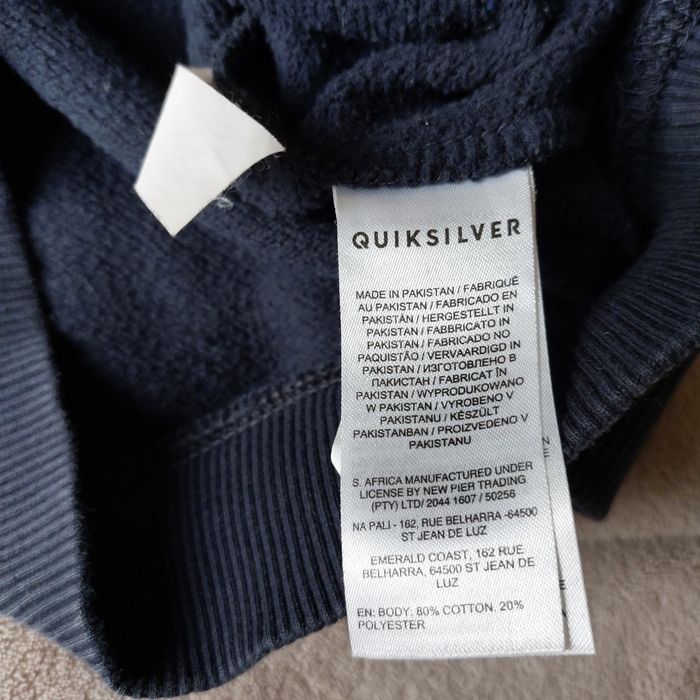 QUIKSILVER
MADE IN PAKISTAN / FABRIQUÉ
AU PAKISTAN / FABRICADO EN
PAKISTÁN / HERGESTELLT IN
PAKISTAN / FABBRICATO IN
PAKISTAN / FABRICADO NO
PAQUISTÃO / VERVAARDIGD IN
PAKISTAN / ИЗГОТОВЛЕНО В
ПАКИСТАН / FABRICAT ÎN
PAKISTAN / WYPRODUKOWANO
W PAKISTAN / VYROBENO V
PAKISTANU / KÉSZÜLT
PAKISTANBAN / PROIZVEDENO V
PAKISTANU
S. AFRICA MANUFACTURED UNDER
LICENSE BY NEW PIER TRADING
(PTY) LTD/ 2044 1607 / 50256
NA PALI - 162, RUE BELHARRA -64500
ST JEAN DE LUZ
EMERALD COAST, 162 RUE
BELHARRA, 64500 ST JEAN DE
LUZ
EN: BODY: 80% COTTON. 20%
POLYESTER